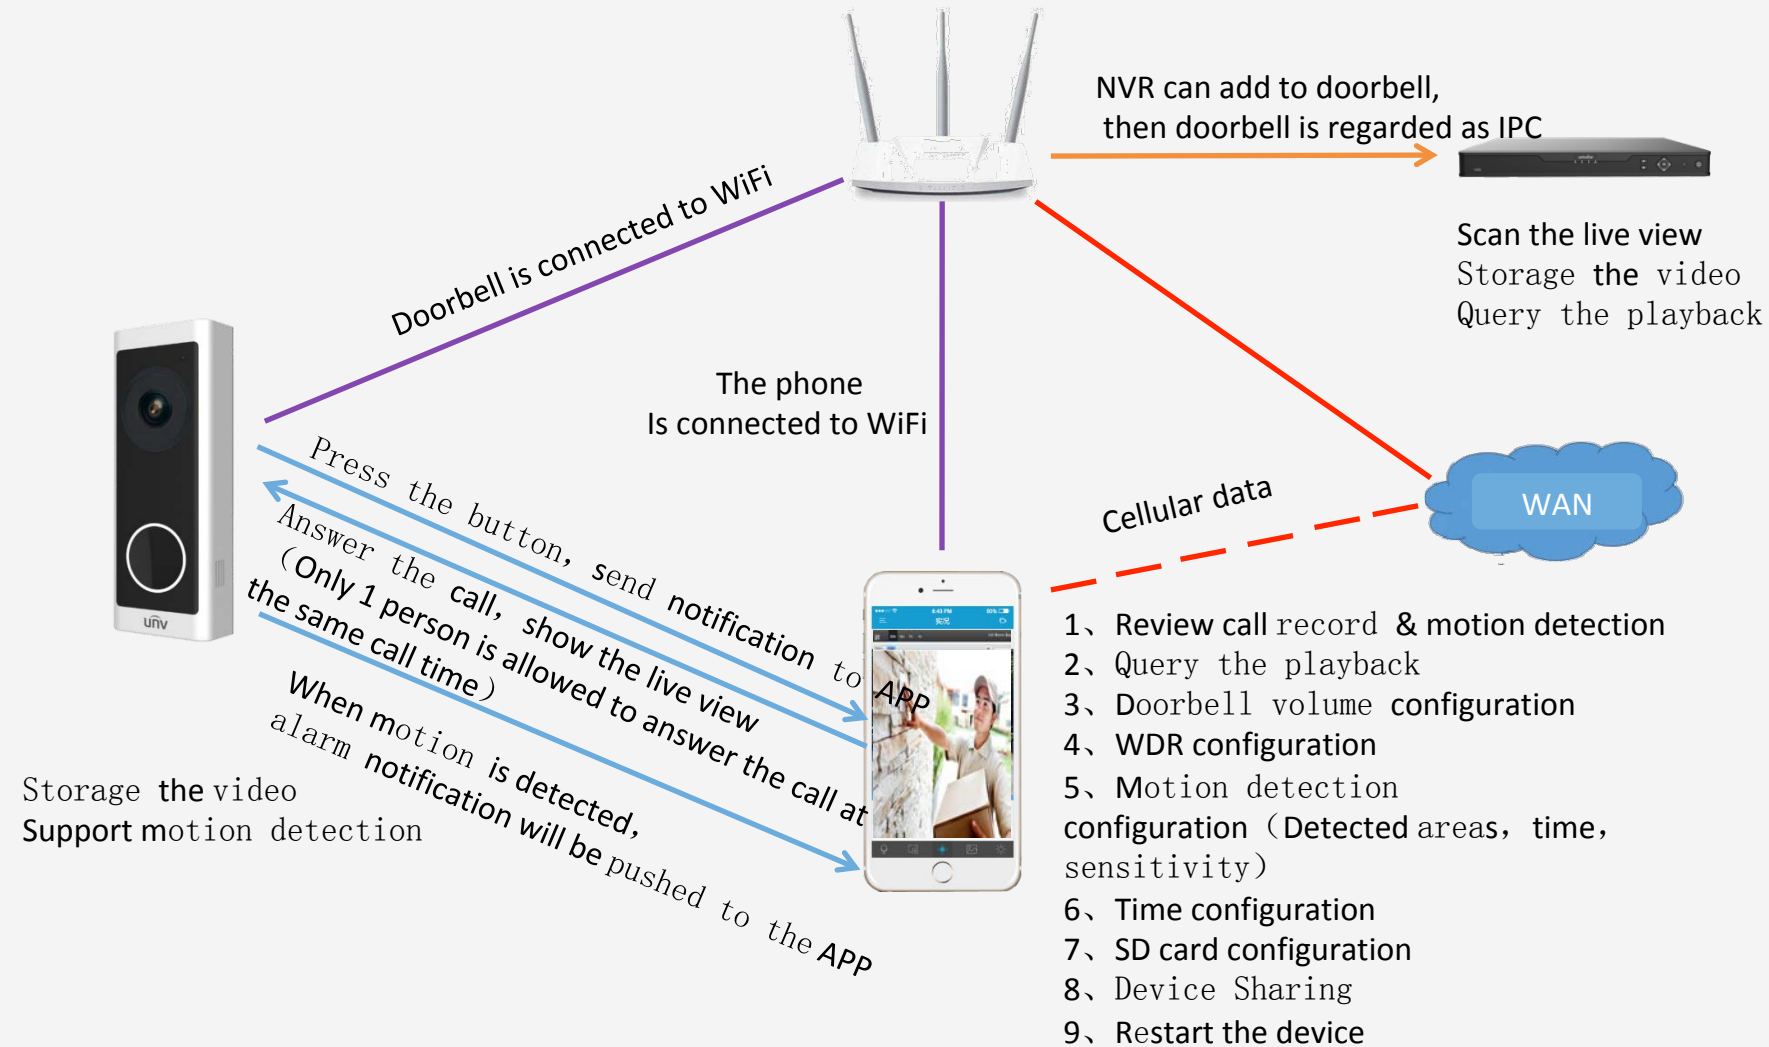 NVR can add to doorbell,
then doorbell is regarded as IPC
Scan the live view
Storage the video
Query the playback
Doorbell is connected to WiFi
The phone
Is connected to WiFi
WAN
Cellular data
Press the button，send notification to APP
Answer the call，show the live view
（Only 1 person is allowed to answer the call at
the same call time）
When motion is detected，
alarm notification will be pushed to the APP
unv
Storage the video
Support motion detection
8:43 PM
实况
1、Review call record & motion detection
2、Query the playback
3、Doorbell volume configuration
4、WDR configuration
5、Motion detection
configuration（Detected areas，time，
sensitivity）
6、Time configuration
7、SD card configuration
8、Device Sharing
9、Restart the device